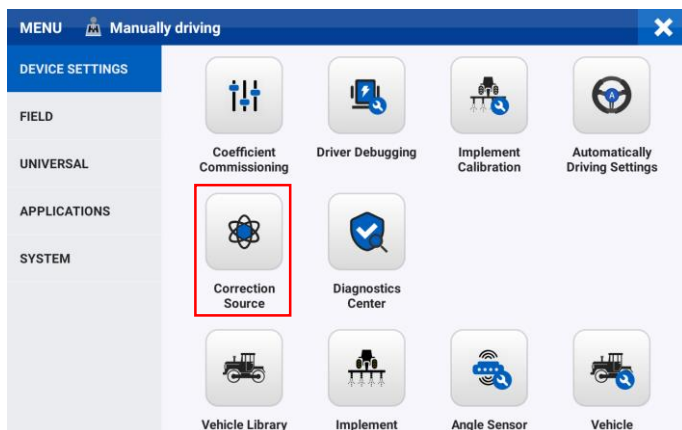 MENU Manually driving
DEVICE SETTINGS
FIELD
UNIVERSAL
APPLICATIONS
SYSTEM
Coefficient
Commissioning
Driver Debugging
Implement
Calibration
Automatically
Driving Settings
Correction
Source
Diagnostics
Center
Vehicle Library
Implement
Angle Sensor
Vehicle